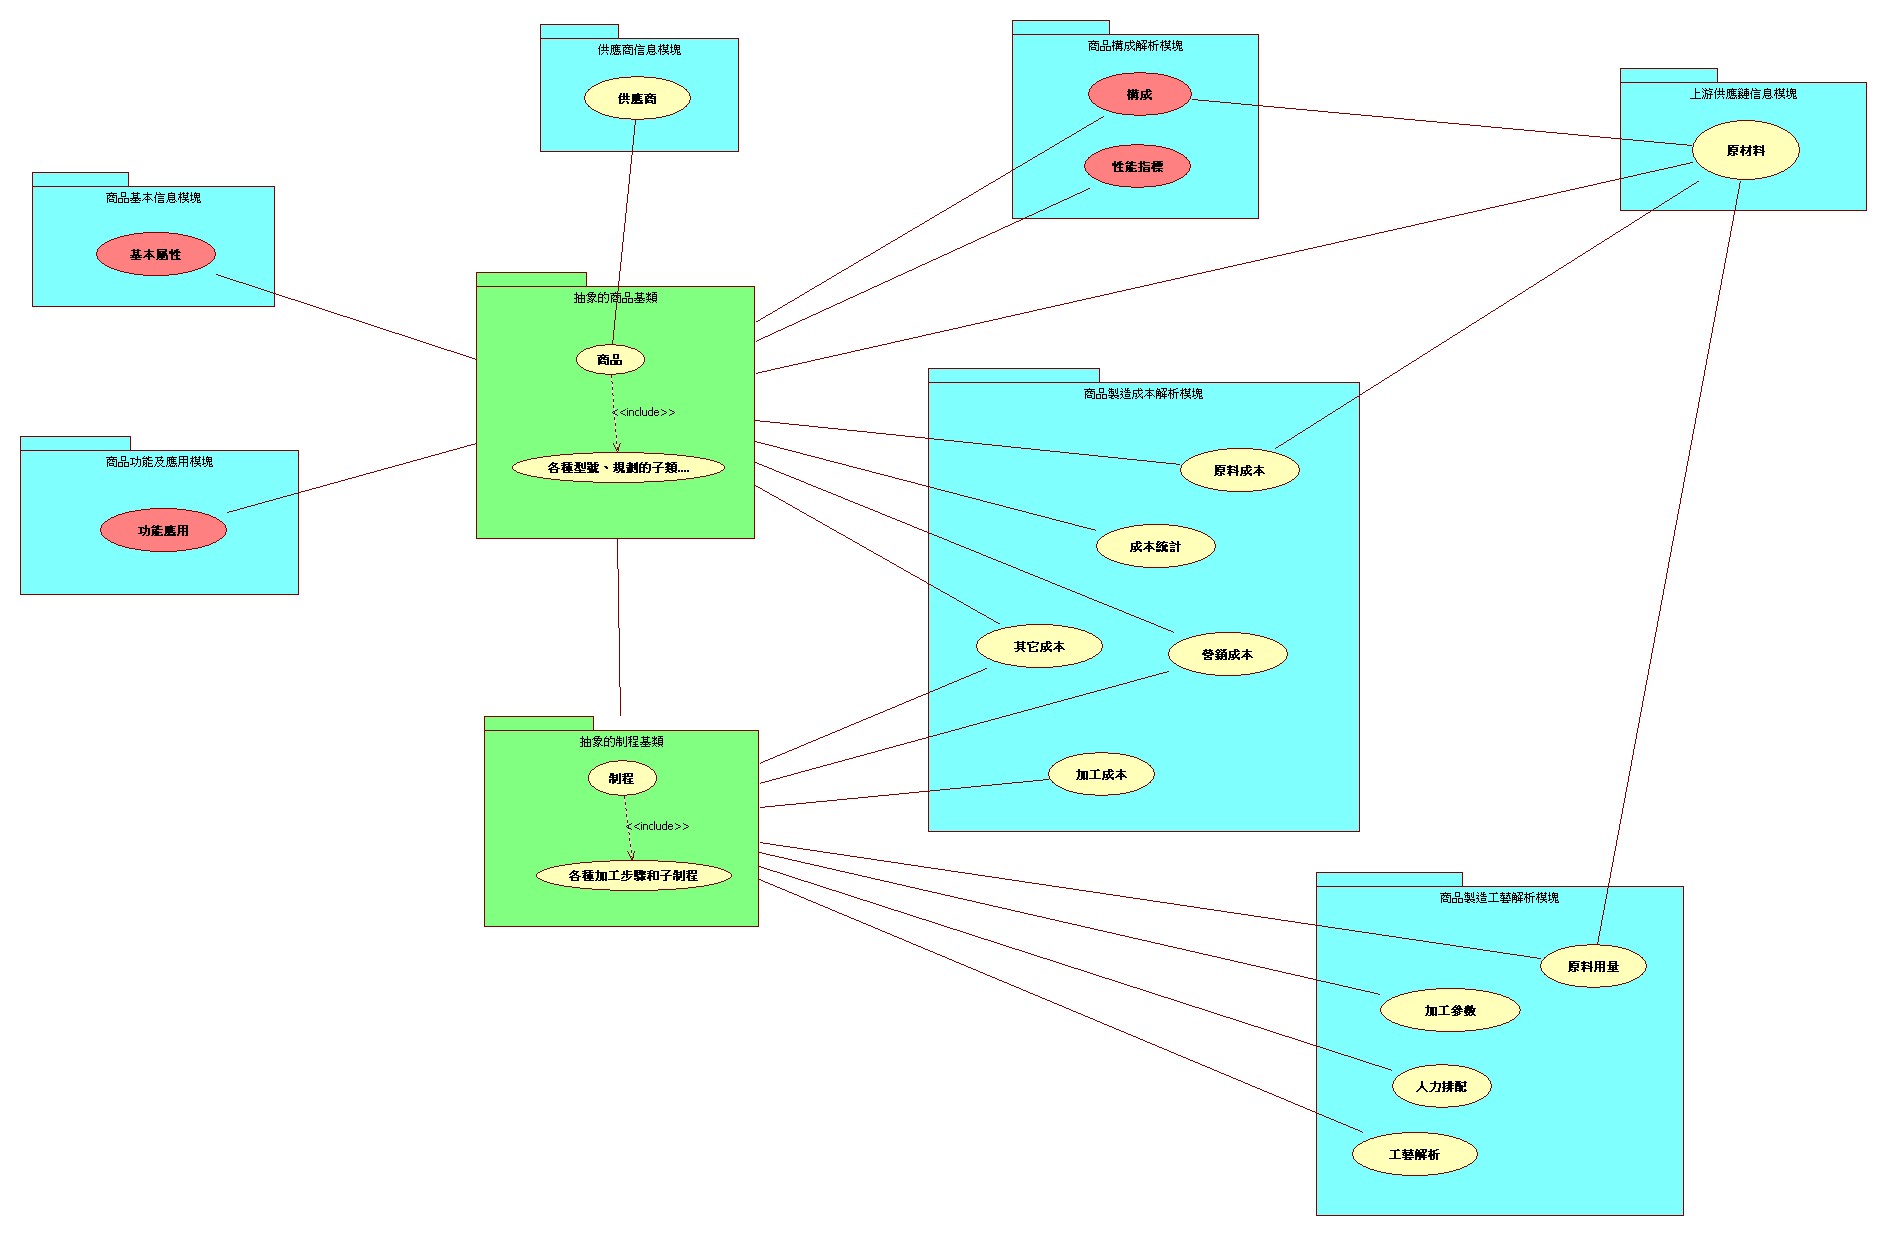 供應商信息模塊
供應商
商品構成解析模塊
構成
性能指標
上游供應鏈信息模塊
原材料
商品基本信息模塊
基本屬性
抽象的商品基類
商品
<<include>>
各種型號、規劃的子類....
商品功能及應用模塊
功能應用
商品製造成本解析模塊
原料成本
成本統計
其它成本
營銷成本
加工成本
抽象的制程基類
制程
<<include>>
各種加工步驟和子制程
商品製造工藝解析模塊
原料用量
加工參數
人力排配
工藝解析